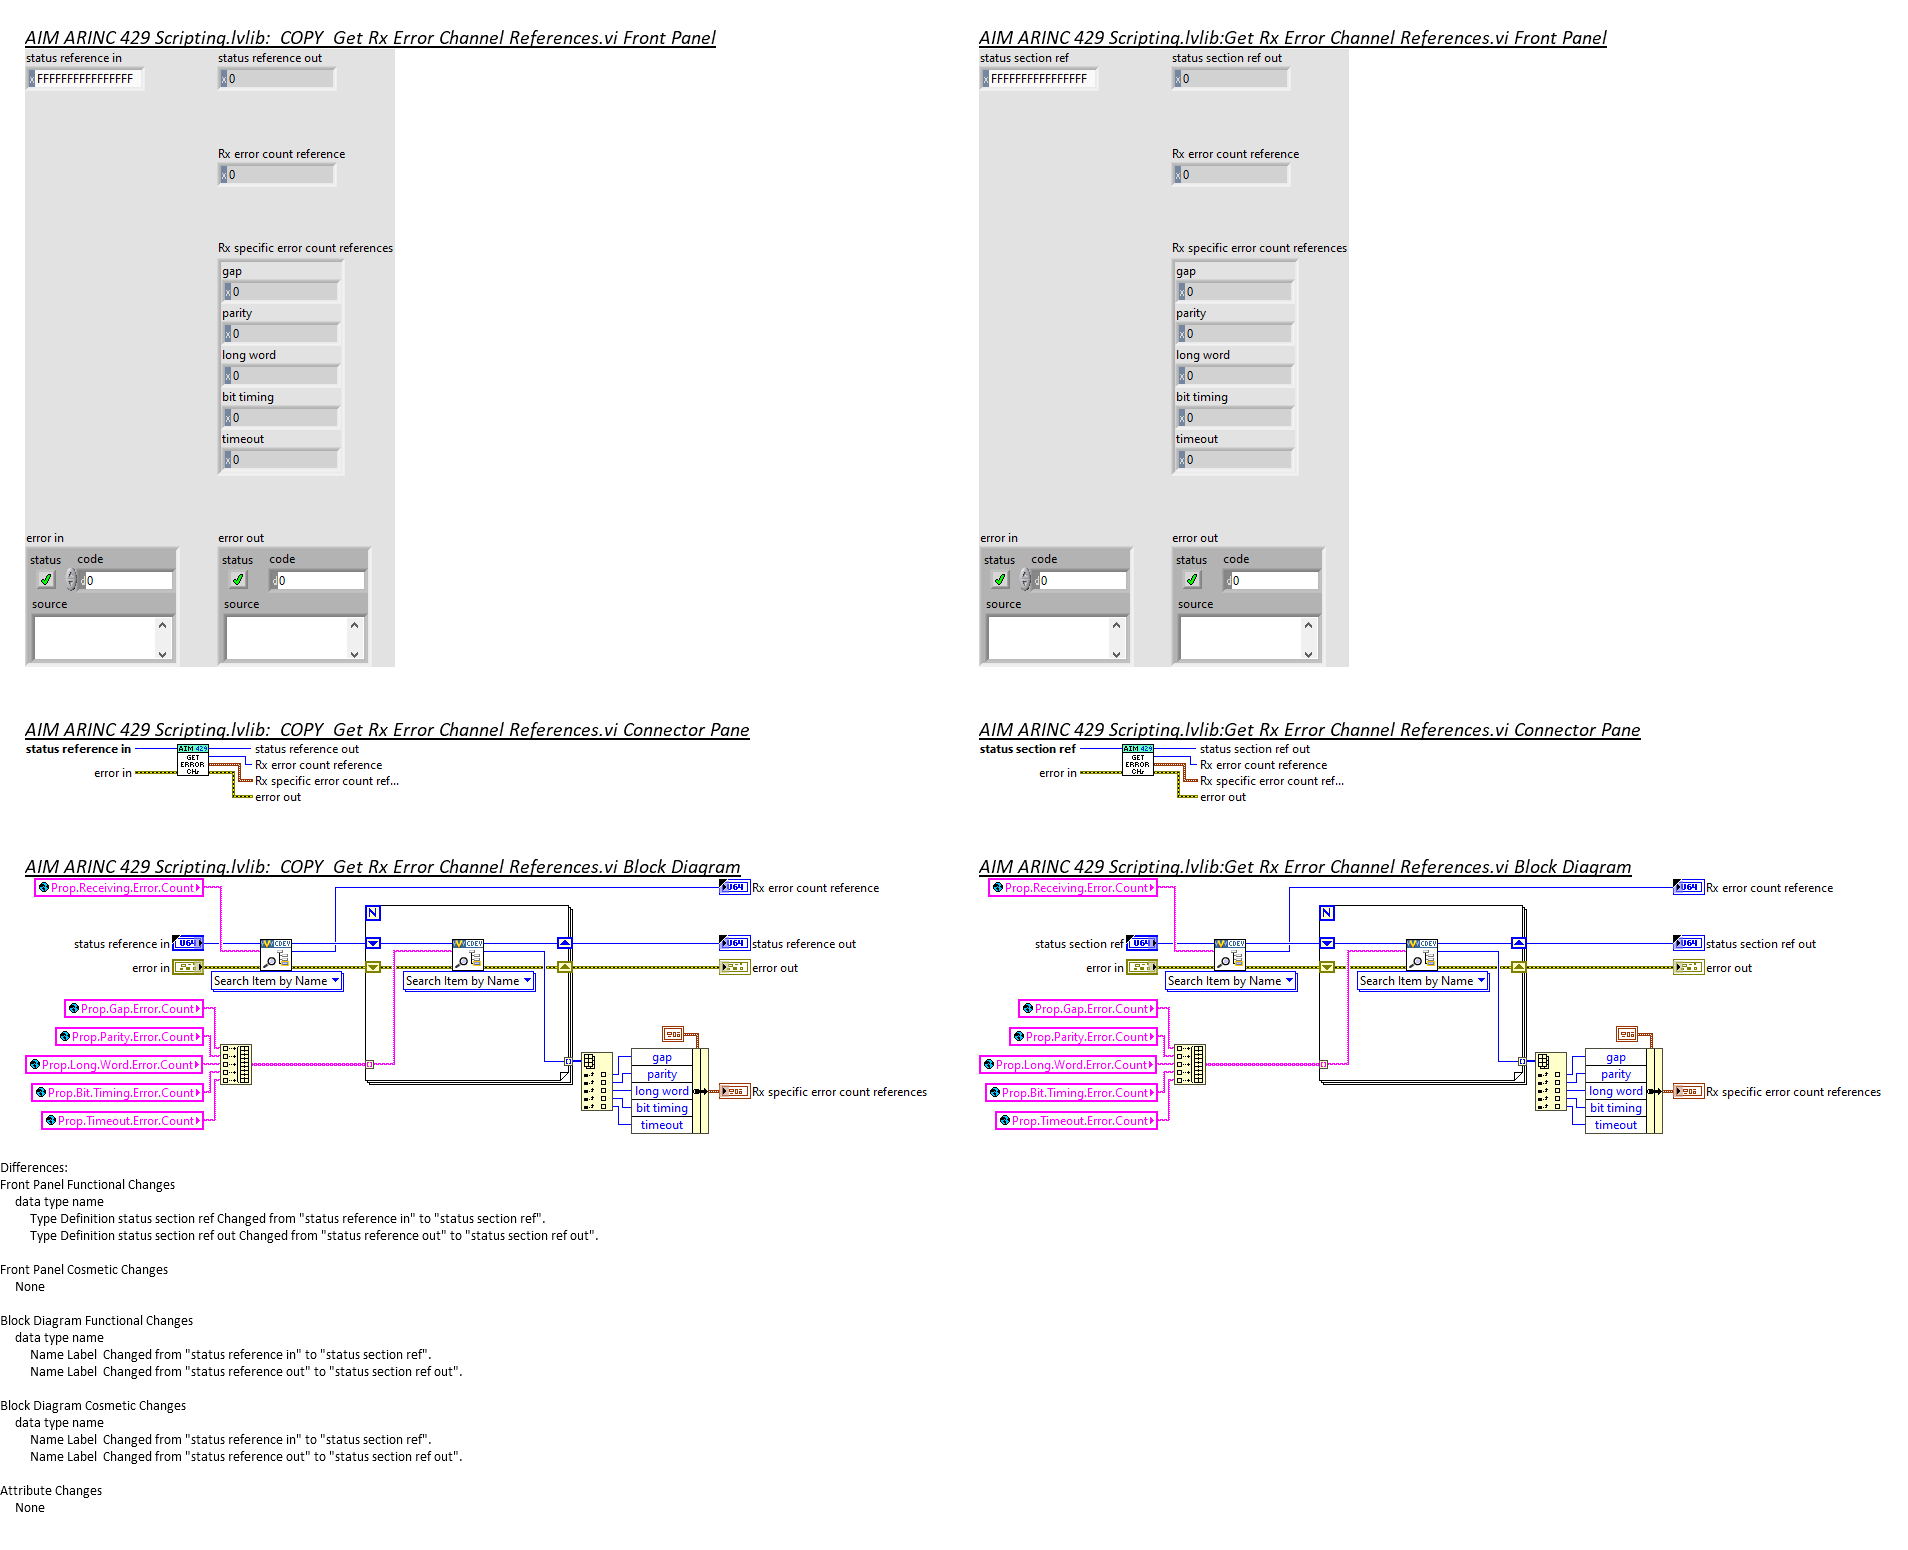 AIM ARINC 429 Scripting.lvlib:  COPY  Get Rx Error Channel References.vi Front Panel
status reference in
status reference out
x FFFFFFFFFFFFFFFF
x 0
Rx error count reference
x 0
Rx specific error count references
gap
x 0
parity
x 0
long word
x 0
bit timing
x 0
timeout
x 0
error in
error out
status
code
status
code
d 0
d 0
source
source
AIM ARINC 429 Scripting.lvlib:Get Rx Error Channel References.vi Front Panel
status section ref
status section ref out
x FFFFFFFFFFFFFFFF
x 0
Rx error count reference
x 0
Rx specific error count references
gap
x 0
parity
x 0
long word
x 0
bit timing
x 0
timeout
x 0
error in
error out
status
code
status
code
d 0
d 0
source
source
AIM ARINC 429 Scripting.lvlib:  COPY  Get Rx Error Channel References.vi Connector Pane
status reference in
error in
AIM 429
GET
ERROR
CHs
status reference out
Rx error count reference
Rx specific error count ref...
error out
AIM ARINC 429 Scripting.lvlib:Get Rx Error Channel References.vi Connector Pane
status section ref
error in
AIM 429
GET
ERROR
CHs
status section ref out
Rx error count reference
Rx specific error count ref...
error out
AIM ARINC 429 Scripting.lvlib:  COPY  Get Rx Error Channel References.vi Block Diagram
Prop.Receiving.Error.Count
U64
Rx error count reference
N
status reference in
U64
CDEV
CDEV
U64
status reference out
error in
error out
Search Item by Name
Search Item by Name
Prop.Gap.Error.Count
Prop.Parity.Error.Count
Prop.Long.Word.Error.Count
Prop.Bit.Timing.Error.Count
Prop.Timeout.Error.Count
gap
parity
long word
bit timing
timeout
Rx specific error count references
AIM ARINC 429 Scripting.lvlib:Get Rx Error Channel References.vi Block Diagram
Prop.Receiving.Error.Count
U64
Rx error count reference
N
status section ref
U64
CDEV
CDEV
U64
status section ref out
error in
error out
Search Item by Name
Search Item by Name
Prop.Gap.Error.Count
Prop.Parity.Error.Count
Prop.Long.Word.Error.Count
Prop.Bit.Timing.Error.Count
Prop.Timeout.Error.Count
gap
parity
long word
bit timing
timeout
Rx specific error count references
Differences:
Front Panel Functional Changes
data type name
Type Definition status section ref Changed from "status reference in" to "status section ref".
Type Definition status section ref out Changed from "status reference out" to "status section ref out".
Front Panel Cosmetic Changes
None
Block Diagram Functional Changes
data type name
Name Label  Changed from "status reference in" to "status section ref".
Name Label  Changed from "status reference out" to "status section ref out".
Block Diagram Cosmetic Changes
data type name
Name Label  Changed from "status reference in" to "status section ref".
Name Label  Changed from "status reference out" to "status section ref out".
Attribute Changes
None